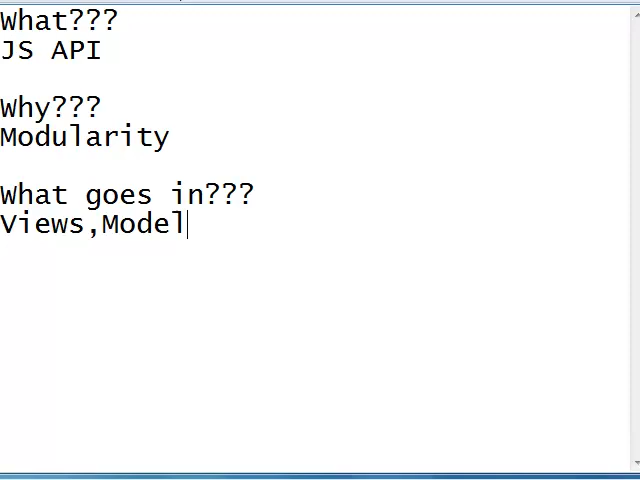 What???
JS API
Why???
Modularity
What goes in???
Views,Model